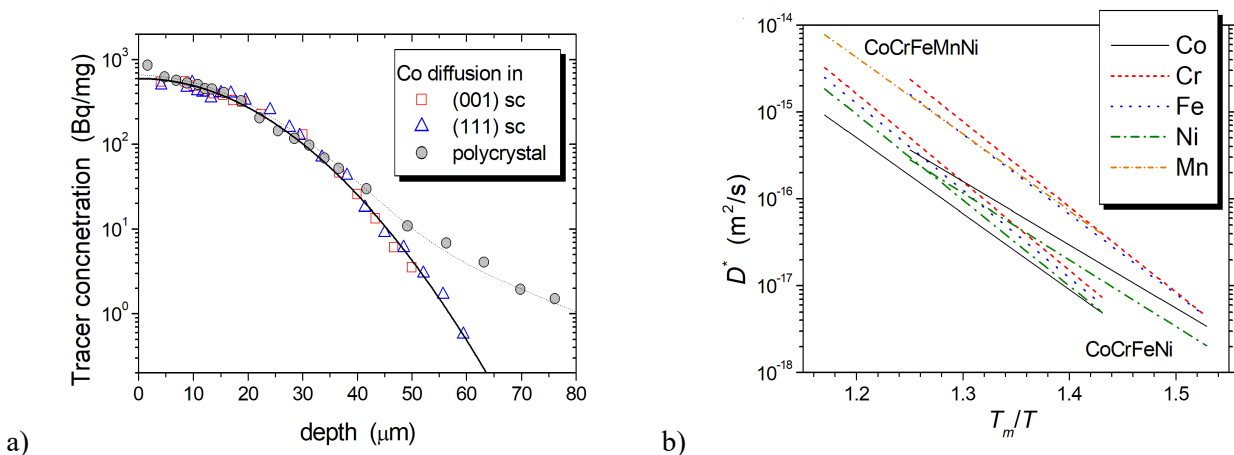 10³
10²
10¹
10⁰
Tracer concnetration (Bq/mg)
Co diffusion in
(001) sc
(111) sc
polycrystal
0 10 20 30 40 50 60 70 80
depth (μm)
a)
10⁻¹⁴
10⁻¹⁵
10⁻¹⁶
10⁻¹⁷
10⁻¹⁸
D* (m²/s)
CoCrFeMnNi
Co
Cr
Fe
Ni
Mn
CoCrFeNi
1.2 1.3 1.4 1.5
Tₘ/T
b)